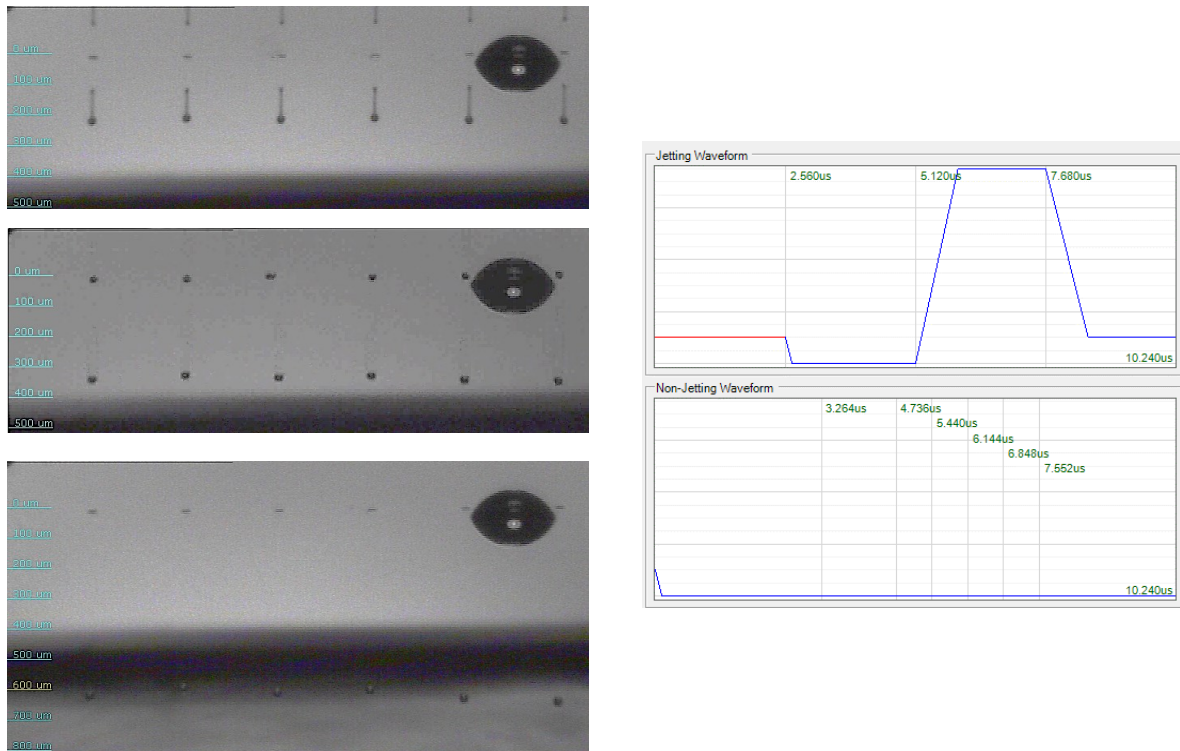 0 um
100 um
200 um
300 um
400 um
500 um
0 um
100 um
200 um
300 um
400 um
500 um
0 um
100 um
200 um
300 um
400 um
500 um
600 um
700 um
800 um
Jetting Waveform
2.560us
5.120us
7.680us
10.240us
Non-Jetting Waveform
3.264us
4.736us
5.440us
6.144us
6.848us
7.552us
10.240us